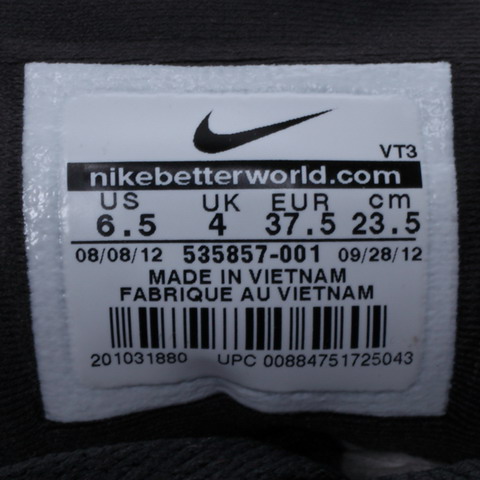 VT3
nikebetterworld.com
US UK EUR cm
6.5 4 37.5 23.5
08/08/12 535857-001 09/28/12
MADE IN VIETNAM
FABRIQUE AU VIETNAM
201031880 UPC 00884751725043